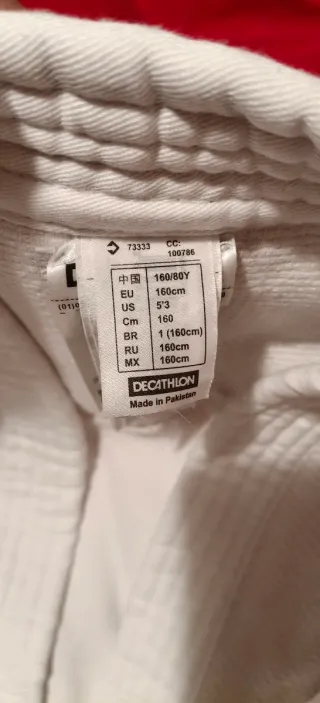 73333 CC: 100786
中国 160/80Y
EU 160cm
US 5'3
Cm 160
BR 1 (160cm)
RU 160cm
MX 160cm
DECATHLON
Made in Pakistan